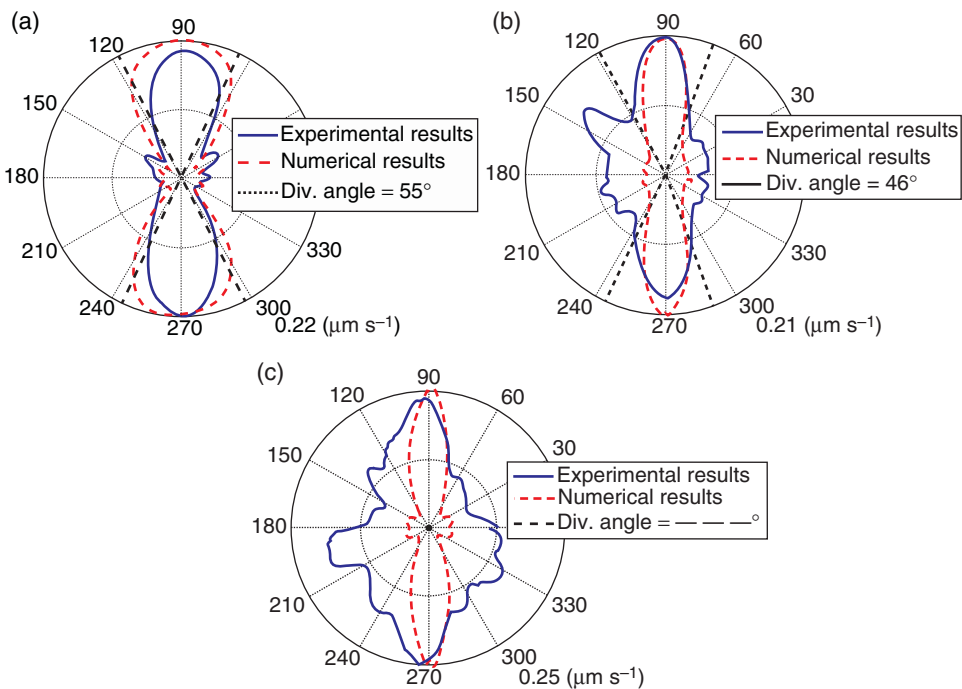 (a)
90
120
150
180
210
240
270
300
330
0.22 (μm s⁻¹)
Experimental results
Numerical results
Div. angle = 55°
(b)
90
120
60
150
30
180
210
240
270
300
330
0.21 (μm s⁻¹)
Experimental results
Numerical results
Div. angle = 46°
(c)
90
120
60
150
30
180
210
240
270
300
330
0.25 (μm s⁻¹)
Experimental results
Numerical results
Div. angle = — — —°